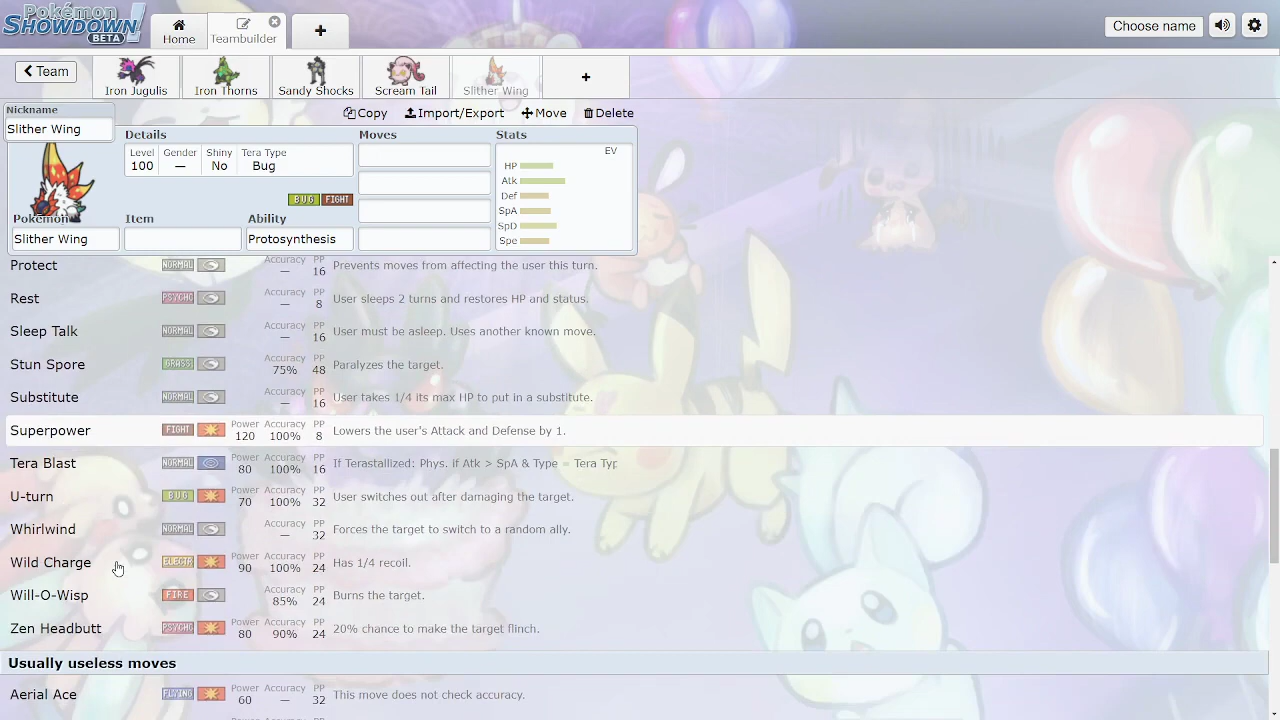 Pokémon
SHOWDOWN!
BETA
Home
Teambuilder
+
Choose name
Team
Iron Jugulis
Iron Thorns
Sandy Shocks
Scream Tail
Slither Wing
+
Nickname
Slither Wing
Copy
Import/Export
Move
Delete
Details
Moves
Stats
Level
Gender
Shiny
Tera Type
100
—
No
Bug
EV
HP
Atk
Def
SpA
SpD
Spe
BUG FIGHT
Pokémon
Item
Ability
Slither Wing
Protosynthesis
Protect NORMAL Accuracy — PP 16 Prevents moves from affecting the user this turn.
Rest PSYCHC Accuracy — PP 8 User sleeps 2 turns and restores HP and status.
Sleep Talk NORMAL Accuracy — PP 16 User must be asleep. Uses another known move.
Stun Spore GRASS Accuracy 75% PP 48 Paralyzes the target.
Substitute NORMAL Accuracy — PP 16 User takes 1/4 its max HP to put in a substitute.
Superpower FIGHT Power 120 Accuracy 100% PP 8 Lowers the user's Attack and Defense by 1.
Tera Blast NORMAL Power 80 Accuracy 100% PP 16 If Terastallized: Phys. if Atk > SpA & Type = Tera Typ
U-turn BUG Power 70 Accuracy 100% PP 32 User switches out after damaging the target.
Whirlwind NORMAL Accuracy — PP 32 Forces the target to switch to a random ally.
Wild Charge ELECTR Power 90 Accuracy 100% PP 24 Has 1/4 recoil.
Will-O-Wisp FIRE Accuracy 85% PP 24 Burns the target.
Zen Headbutt PSYCHC Power 80 Accuracy 90% PP 24 20% chance to make the target flinch.
Usually useless moves
Aerial Ace FLYING Power 60 Accuracy — PP 32 This move does not check accuracy.